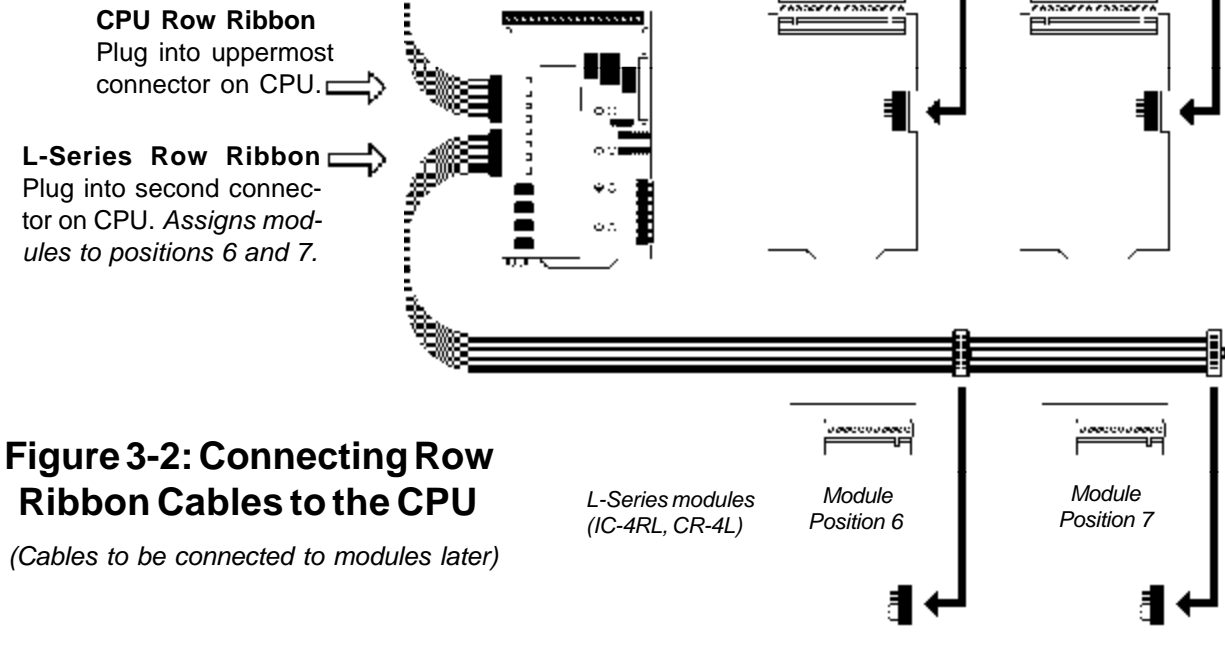 CPU Row Ribbon
Plug into uppermost
connector on CPU.
L-Series Row Ribbon
Plug into second connec-
tor on CPU. Assigns mod-
ules to positions 6 and 7.
Figure 3-2: Connecting Row
Ribbon Cables to the CPU
(Cables to be connected to modules later)
L-Series modules
(IC-4RL, CR-4L)
Module
Position 6
Module
Position 7